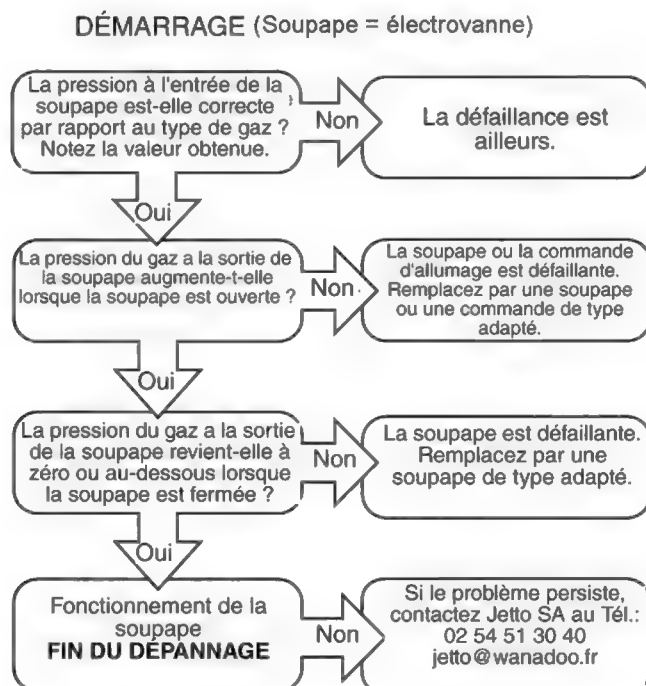 DÉMARRAGE (Soupape = électrovanne)
La pression à l'entrée de la
soupape est-elle correcte
par rapport au type de gaz ?
Notez la valeur obtenue.
Non
La défaillance est
ailleurs.
Oui
La pression du gaz a la sortie de
la soupape augmente-t-elle
lorsque la soupape est ouverte ?
Non
La soupape ou la commande
d'allumage est défaillante.
Remplacez par une soupape
ou une commande de type
adapté.
Oui
La pression du gaz a la sortie
de la soupape revient-elle à
zéro ou au-dessous lorsque
la soupape est fermée ?
Non
La soupape est défaillante.
Remplacez par une
soupape de type adapté.
Oui
Fonctionnement de la
soupape
FIN DU DÉPANNAGE
Non
Si le problème persiste,
contactez Jetto SA au Tél.:
02 54 51 30 40
jetto@wanadoo.fr